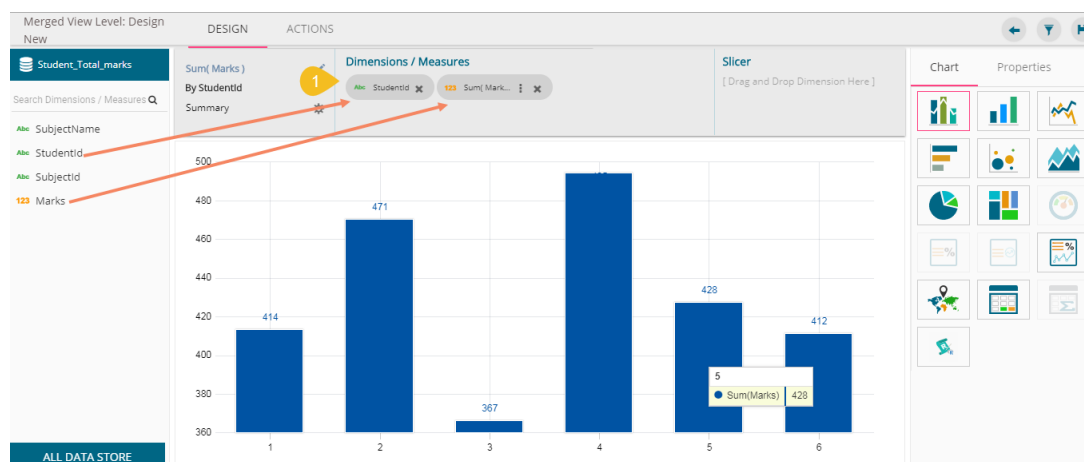 Merged View Level: Design
New
DESIGN
ACTIONS
Student_Total_marks
Search Dimensions / Measures
Abc SubjectName
Abc StudentId
Abc SubjectId
123 Marks
ALL DATA STORE
Sum( Marks )
By StudentId
Summary
1
Dimensions / Measures
Abc StudentId
123 Sum( Mark...
Slicer
[ Drag and Drop Dimension Here ]
Chart
Properties
500
480
460
440
420
400
380
360
414
471
367
428
412
5
Sum(Marks) 428
1 2 3 4 5 6